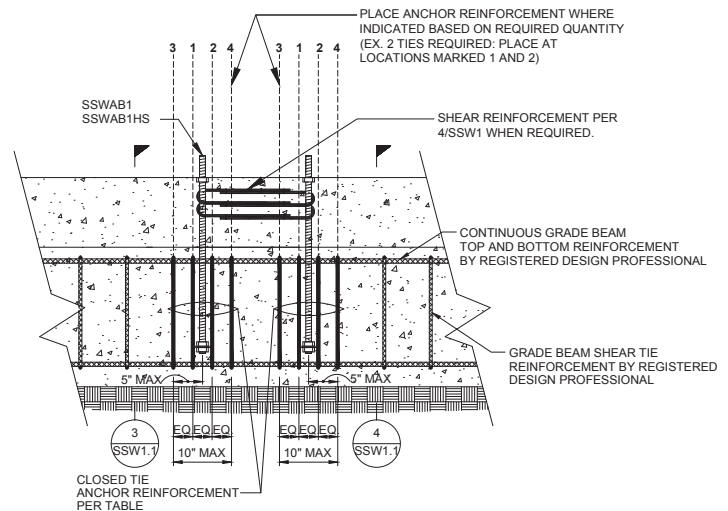 PLACE ANCHOR REINFORCEMENT WHERE
INDICATED BASED ON REQUIRED QUANTITY
(EX. 2 TIES REQUIRED: PLACE AT
LOCATIONS MARKED 1 AND 2)
3 1 2 4 3 1 2 4
SSWAB1
SSWAB1HS
SHEAR REINFORCEMENT PER
4/SSW1 WHEN REQUIRED.
CONTINUOUS GRADE BEAM
TOP AND BOTTOM REINFORCEMENT
BY REGISTERED DESIGN PROFESSIONAL
GRADE BEAM SHEAR TIE
REINFORCEMENT BY REGISTERED
DESIGN PROFESSIONAL
5" MAX 5" MAX
3
SSW1.1
EQ. EQ. EQ. EQ. EQ. EQ.
10" MAX 10" MAX
4
SSW1.1
CLOSED TIE
ANCHOR REINFORCEMENT
PER TABLE